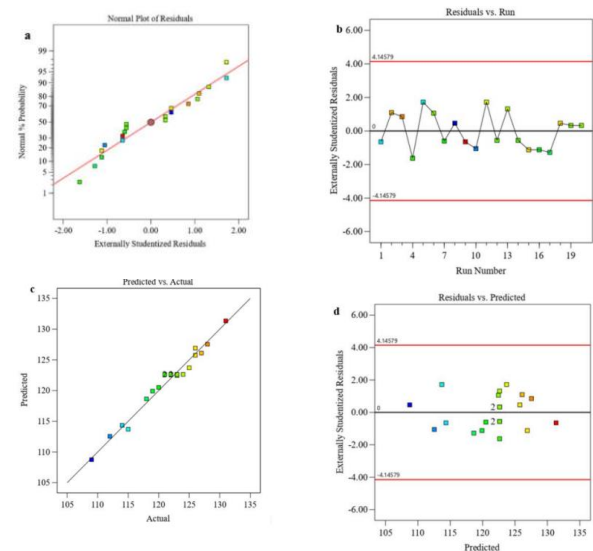 Normal Plot of Residuals
a
Normal % Probability
99
95
90
80
70
50
30
20
10
5
1
-2.00 -1.00 0.00 1.00 2.00
Externally Studentized Residuals
Residuals vs. Run
b
Externally Studentized Residuals
6.00
4.14579
4.00
2.00
0
0.00
-2.00
-4.14579
-4.00
-6.00
1 4 7 10 13 16 19
Run Number
Predicted vs. Actual
c
Predicted
135
130
125
120
115
110
105
105 110 115 120 125 130 135
Actual
Residuals vs. Predicted
d
Externally Studentized Residuals
6.00
4.14579
4.00
2.00
2
0
0.00
2
-2.00
-4.14579
-4.00
-6.00
105 110 115 120 125 130 135
Predicted